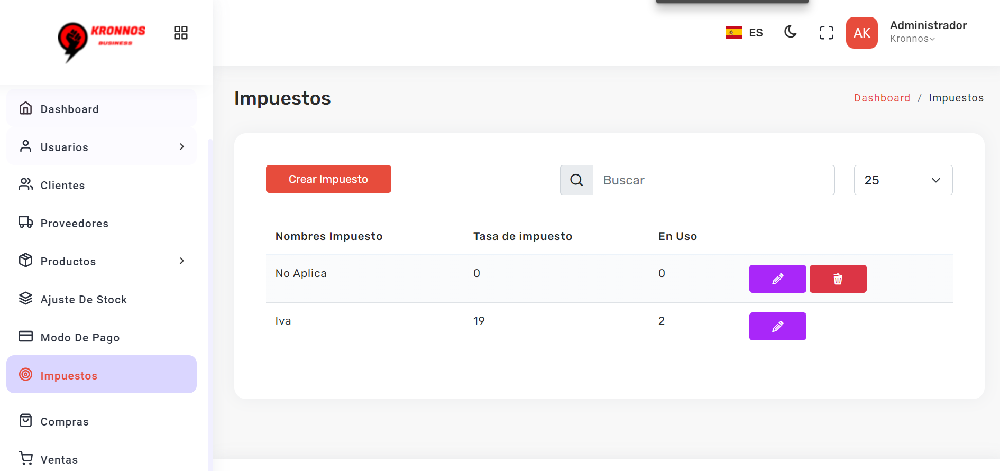 KRONNOS
BUSINESS
ES
AK
Administrador
Kronnos
Dashboard
Usuarios
Clientes
Proveedores
Productos
Ajuste De Stock
Modo De Pago
Impuestos
Compras
Ventas
Impuestos
Dashboard / Impuestos
Crear Impuesto
Buscar
25
Nombres Impuesto Tasa de impuesto En Uso
No Aplica 0 0
Iva 19 2